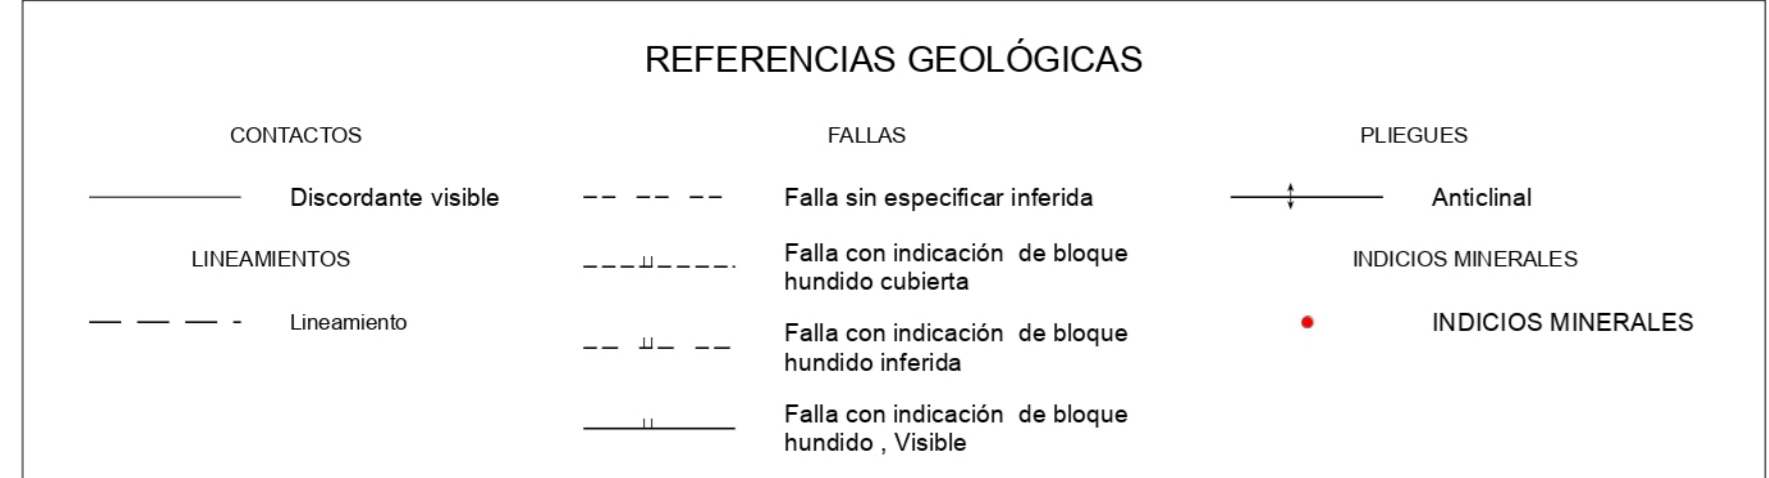 REFERENCIAS GEOLÓGICAS
CONTACTOS
Discordante visible
LINEAMIENTOS
Lineamiento
FALLAS
Falla sin especificar inferida
Falla con indicación de bloque
hundido cubierta
Falla con indicación de bloque
hundido inferida
Falla con indicación de bloque
hundido , Visible
PLIEGUES
Anticlinal
INDICIOS MINERALES
INDICIOS MINERALES